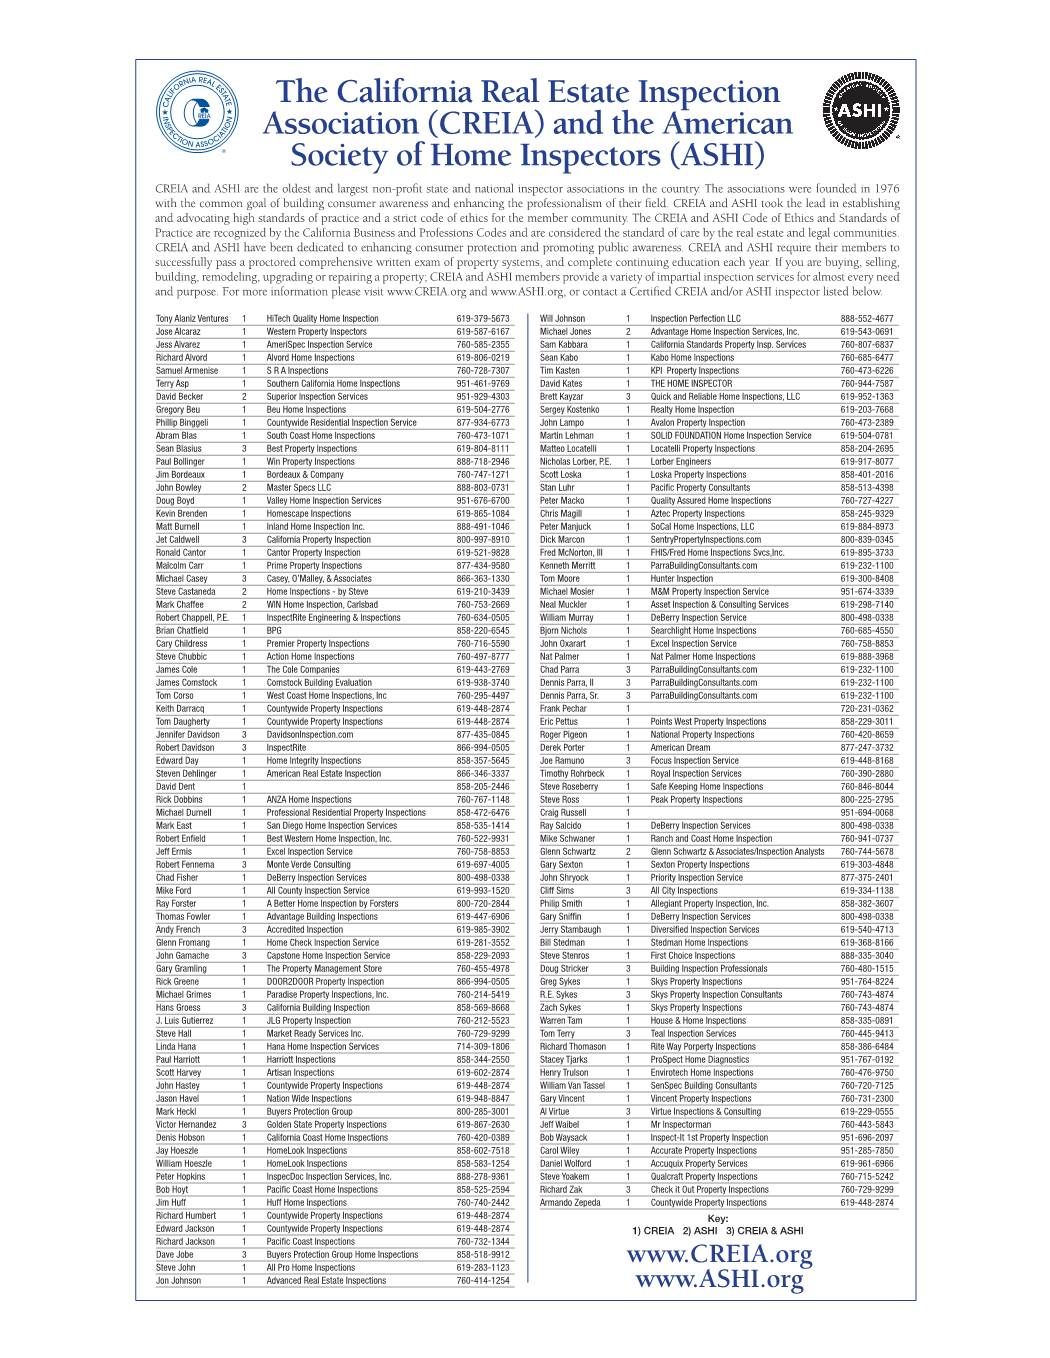 CALIFORNIA REAL ESTATE
INSPECTION ASSOCIATION
CREIA
®
The California Real Estate Inspection
Association (CREIA) and the American
Society of Home Inspectors (ASHI)
ASHI
®
CREIA and ASHI are the oldest and largest non-profit state and national inspector associations in the country. The associations were founded in 1976
with the common goal of building consumer awareness and enhancing the professionalism of their field. CREIA and ASHI took the lead in establishing
and advocating high standards of practice and a strict code of ethics for the member community. The CREIA and ASHI Code of Ethics and Standards of
Practice are recognized by the California Business and Professions Codes and are considered the standard of care by the real estate and legal communities.
CREIA and ASHI have been dedicated to enhancing consumer protection and promoting public awareness. CREIA and ASHI require their members to
successfully pass a proctored comprehensive written exam of property systems, and complete continuing education each year. If you are buying, selling,
building, remodeling, upgrading or repairing a property; CREIA and ASHI members provide a variety of impartial inspection services for almost every need
and purpose. For more information please visit www.CREIA.org and www.ASHI.org, or contact a Certified CREIA and/or ASHI inspector listed below.
Tony Alaniz Ventures 1 HiTech Quality Home Inspection 619-379-5673
Jose Alcaraz 1 Western Property Inspectors 619-587-6167
Jess Alvarez 1 AmeriSpec Inspection Service 760-585-2355
Richard Alvord 1 Alvord Home Inspections 619-806-0219
Samuel Armenise 1 S R A Inspections 760-728-7307
Terry Asp 1 Southern California Home Inspections 951-461-9769
David Becker 2 Superior Inspection Services 951-929-4303
Gregory Beu 1 Beu Home Inspections 619-504-2776
Phillip Binggeli 1 Countywide Residential Inspection Service 877-934-6773
Abram Blas 1 South Coast Home Inspections 760-473-1071
Sean Blasius 3 Best Property Inspections 619-804-8111
Paul Bollinger 1 Win Property Inspections 888-718-2946
Jim Bordeaux 1 Bordeaux & Company 760-747-1271
John Bowley 2 Master Specs LLC 888-803-0731
Doug Boyd 1 Valley Home Inspection Services 951-676-6700
Kevin Brenden 1 Homescape Inspections 619-865-1084
Matt Burnell 1 Inland Home Inspection Inc. 888-491-1046
Jet Caldwell 3 California Property Inspection 800-997-8910
Ronald Cantor 1 Cantor Property Inspection 619-521-9828
Malcolm Carr 1 Prime Property Inspections 877-434-9580
Michael Casey 3 Casey, O'Malley, & Associates 866-363-1330
Steve Castaneda 2 Home Inspections - by Steve 619-210-3439
Mark Chaffee 2 WIN Home Inspection, Carlsbad 760-753-2669
Robert Chappell, P.E. 1 InspectRite Engineering & Inspections 760-634-0505
Brian Chatfield 1 BPG 858-220-6545
Cary Childress 1 Premier Property Inspections 760-716-5590
Steve Chubbic 1 Action Home Inspections 760-497-8777
James Cole 1 The Cole Companies 619-443-2769
James Comstock 1 Comstock Building Evaluation 619-938-3740
Tom Corso 1 West Coast Home Inspections, Inc 760-295-4497
Keith Darracq 1 Countywide Property Inspections 619-448-2874
Tom Daugherty 1 Countywide Property Inspections 619-448-2874
Jennifer Davidson 3 DavidsonInspection.com 877-435-0845
Robert Davidson 3 InspectRite 866-994-0505
Edward Day 1 Home Integrity Inspections 858-357-5645
Steven Dehlinger 1 American Real Estate Inspection 866-346-3337
David Dent 1 858-205-2446
Rick Dobbins 1 ANZA Home Inspections 760-767-1148
Michael Durnell 1 Professional Residential Property Inspections 858-472-6476
Mark East 1 San Diego Home Inspection Services 858-535-1414
Robert Enfield 1 Best Western Home Inspection, Inc. 760-522-9931
Jeff Ermis 1 Excel Inspection Service 760-758-8853
Robert Fennema 3 Monte Verde Consulting 619-697-4005
Chad Fisher 1 DeBerry Inspection Services 800-498-0338
Mike Ford 1 All County Inspection Service 619-993-1520
Ray Forster 1 A Better Home Inspection by Forsters 800-720-2844
Thomas Fowler 1 Advantage Building Inspections 619-447-6906
Andy French 3 Accredited Inspection 619-985-3902
Glenn Fromang 1 Home Check Inspection Service 619-281-3552
John Gamache 3 Capstone Home Inspection Service 858-229-2093
Gary Gramling 1 The Property Management Store 760-455-4978
Rick Greene 1 DOOR2DOOR Property Inspection 866-994-0505
Michael Grimes 1 Paradise Property Inspections, Inc. 760-214-5419
Hans Groess 3 California Building Inspection 858-569-8668
J. Luis Gutierrez 1 JLG Property Inspection 760-212-5523
Steve Hall 1 Market Ready Services Inc. 760-729-9299
Linda Hana 1 Hana Home Inspection Services 714-309-1806
Paul Harriott 1 Harriott Inspections 858-344-2550
Scott Harvey 1 Artisan Inspections 619-602-2874
John Hastey 1 Countywide Property Inspections 619-448-2874
Jason Havel 1 Nation Wide Inspections 619-948-8847
Mark Heckl 1 Buyers Protection Group 800-285-3001
Victor Hernandez 3 Golden State Property Inspections 619-867-2630
Denis Hobson 1 California Coast Home Inspections 760-420-0389
Jay Hoeszle 1 HomeLook Inspections 858-602-7518
William Hoeszle 1 HomeLook Inspections 858-583-1254
Peter Hopkins 1 InspecDoc Inspection Services, Inc. 888-278-9361
Bob Hoyt 1 Pacific Coast Home Inspections 858-525-2594
Jim Huff 1 Huff Home Inspections 760-740-2442
Richard Humbert 1 Countywide Property Inspections 619-448-2874
Edward Jackson 1 Countywide Property Inspections 619-448-2874
Richard Jackson 1 Pacific Coast Inspections 760-732-1344
Dave Jobe 3 Buyers Protection Group Home Inspections 858-518-9912
Steve John 1 All Pro Home Inspections 619-283-1123
Jon Johnson 1 Advanced Real Estate Inspections 760-414-1254
Will Johnson 1 Inspection Perfection LLC 888-552-4677
Michael Jones 2 Advantage Home Inspection Services, Inc. 619-543-0691
Sam Kabbara 1 California Standards Property Insp. Services 760-807-6837
Sean Kabo 1 Kabo Home Inspections 760-685-6477
Tim Kasten 1 KPI Property Inspections 760-473-6226
David Kates 1 THE HOME INSPECTOR 760-944-7587
Brett Kayzar 3 Quick and Reliable Home Inspections, LLC 619-952-1363
Sergey Kostenko 1 Realty Home Inspection 619-203-7668
John Lampo 1 Avalon Property Inspection 760-473-2389
Martin Lehman 1 SOLID FOUNDATION Home Inspection Service 619-504-0781
Matteo Locatelli 1 Locatelli Property Inspections 858-204-2695
Nicholas Lorber, P.E. 1 Lorber Engineers 619-917-8077
Scott Loska 1 Loska Property Inspections 858-401-2016
Stan Luhr 1 Pacific Property Consultants 858-513-4398
Peter Macko 1 Quality Assured Home Inspections 760-727-4227
Chris Magill 1 Aztec Property Inspections 858-245-9329
Peter Manjuck 1 SoCal Home Inspections, LLC 619-884-8973
Dick Marcon 1 SentryPropertyInspections.com 800-839-0345
Fred McNorton, III 1 FHIS/Fred Home Inspections Svcs,Inc. 619-895-3733
Kenneth Merritt 1 ParraBuildingConsultants.com 619-232-1100
Tom Moore 1 Hunter Inspection 619-300-8408
Michael Mosier 1 M&M Property Inspection Service 951-674-3339
Neal Muckler 1 Asset Inspection & Consulting Services 619-298-7140
William Murray 1 DeBerry Inspection Service 800-498-0338
Bjorn Nichols 1 Searchlight Home Inspections 760-685-4550
John Oxarart 1 Excel Inspection Service 760-758-8853
Nat Palmer 1 Nat Palmer Home Inspections 619-888-3968
Chad Parra 3 ParraBuildingConsultants.com 619-232-1100
Dennis Parra, II 3 ParraBuildingConsultants.com 619-232-1100
Dennis Parra, Sr. 3 ParraBuildingConsultants.com 619-232-1100
Frank Pechar 1 720-231-0362
Eric Pettus 1 Points West Property Inspections 858-229-3011
Roger Pigeon 1 National Property Inspections 760-420-8659
Derek Porter 1 American Dream 877-247-3732
Joe Ramuno 3 Focus Inspection Service 619-448-8168
Timothy Rohrbeck 1 Royal Inspection Services 760-390-2880
Steve Roseberry 1 Safe Keeping Home Inspections 760-846-8044
Steve Ross 1 Peak Property Inspections 800-225-2795
Craig Russell 1 951-694-0068
Ray Salcido 1 DeBerry Inspection Services 800-498-0338
Mike Schwaner 1 Ranch and Coast Home Inspection 760-941-0737
Glenn Schwartz 2 Glenn Schwartz & Associates/Inspection Analysts 760-744-5678
Gary Sexton 1 Sexton Property Inspections 619-303-4848
John Shryock 1 Priority Inspection Service 877-375-2401
Cliff Sims 3 All City Inspections 619-334-1138
Philip Smith 1 Allegiant Property Inspection, Inc. 858-382-3607
Gary Sniffin 1 DeBerry Inspection Services 800-498-0338
Jerry Stambaugh 1 Diversified Inspection Services 619-540-4713
Bill Stedman 1 Stedman Home Inspections 619-368-8166
Steve Stenros 1 First Choice Inspections 888-335-3040
Doug Stricker 3 Building Inspection Professionals 760-480-1515
Greg Sykes 1 Skys Property Inspections 951-764-8224
R.E. Sykes 3 Skys Property Inspection Consultants 760-743-4874
Zach Sykes 1 Skys Property Inspections 760-743-4874
Warren Tam 1 House & Home Inspections 858-335-0891
Tom Terry 3 Teal Inspection Services 760-445-9413
Richard Thomason 1 Rite Way Porperty Inspections 858-386-6484
Stacey Tjarks 1 ProSpect Home Diagnostics 951-767-0192
Henry Trulson 1 Envirotech Home Inspections 760-476-9750
William Van Tassel 1 SenSpec Building Consultants 760-720-7125
Gary Vincent 1 Vincent Property Inspections 760-731-2300
Al Virtue 3 Virtue Inspections & Consulting 619-229-0555
Jeff Waibel 1 Mr Inspectorman 760-443-5843
Bob Waysack 1 Inspect-It 1st Property Inspection 951-696-2097
Carol Wiley 1 Accurate Property Inspections 951-285-7850
Daniel Wolford 1 Accuquix Property Services 619-961-6966
Steve Yoakem 1 Qualcraft Property Inspections 760-715-5242
Richard Zak 3 Check it Out Property Inspections 760-729-9299
Armando Zepeda 1 Countywide Property Inspections 619-448-2874
Key:
1) CREIA 2) ASHI 3) CREIA & ASHI
www.CREIA.org
www.ASHI.org